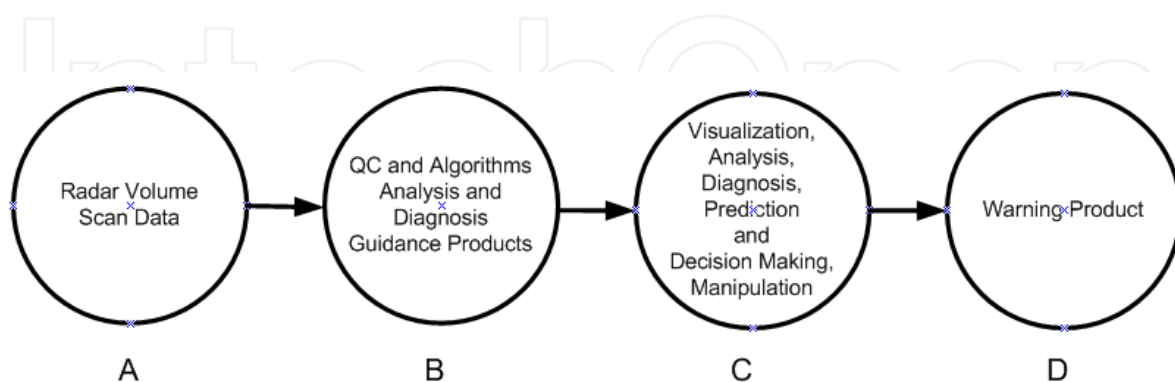 IntechOpen
Radar Volume
Scan Data
QC and Algorithms
Analysis and
Diagnosis
Guidance Products
Visualization,
Analysis,
Diagnosis,
Prediction
and
Decision Making,
Manipulation
Warning Product
A
B
C
D